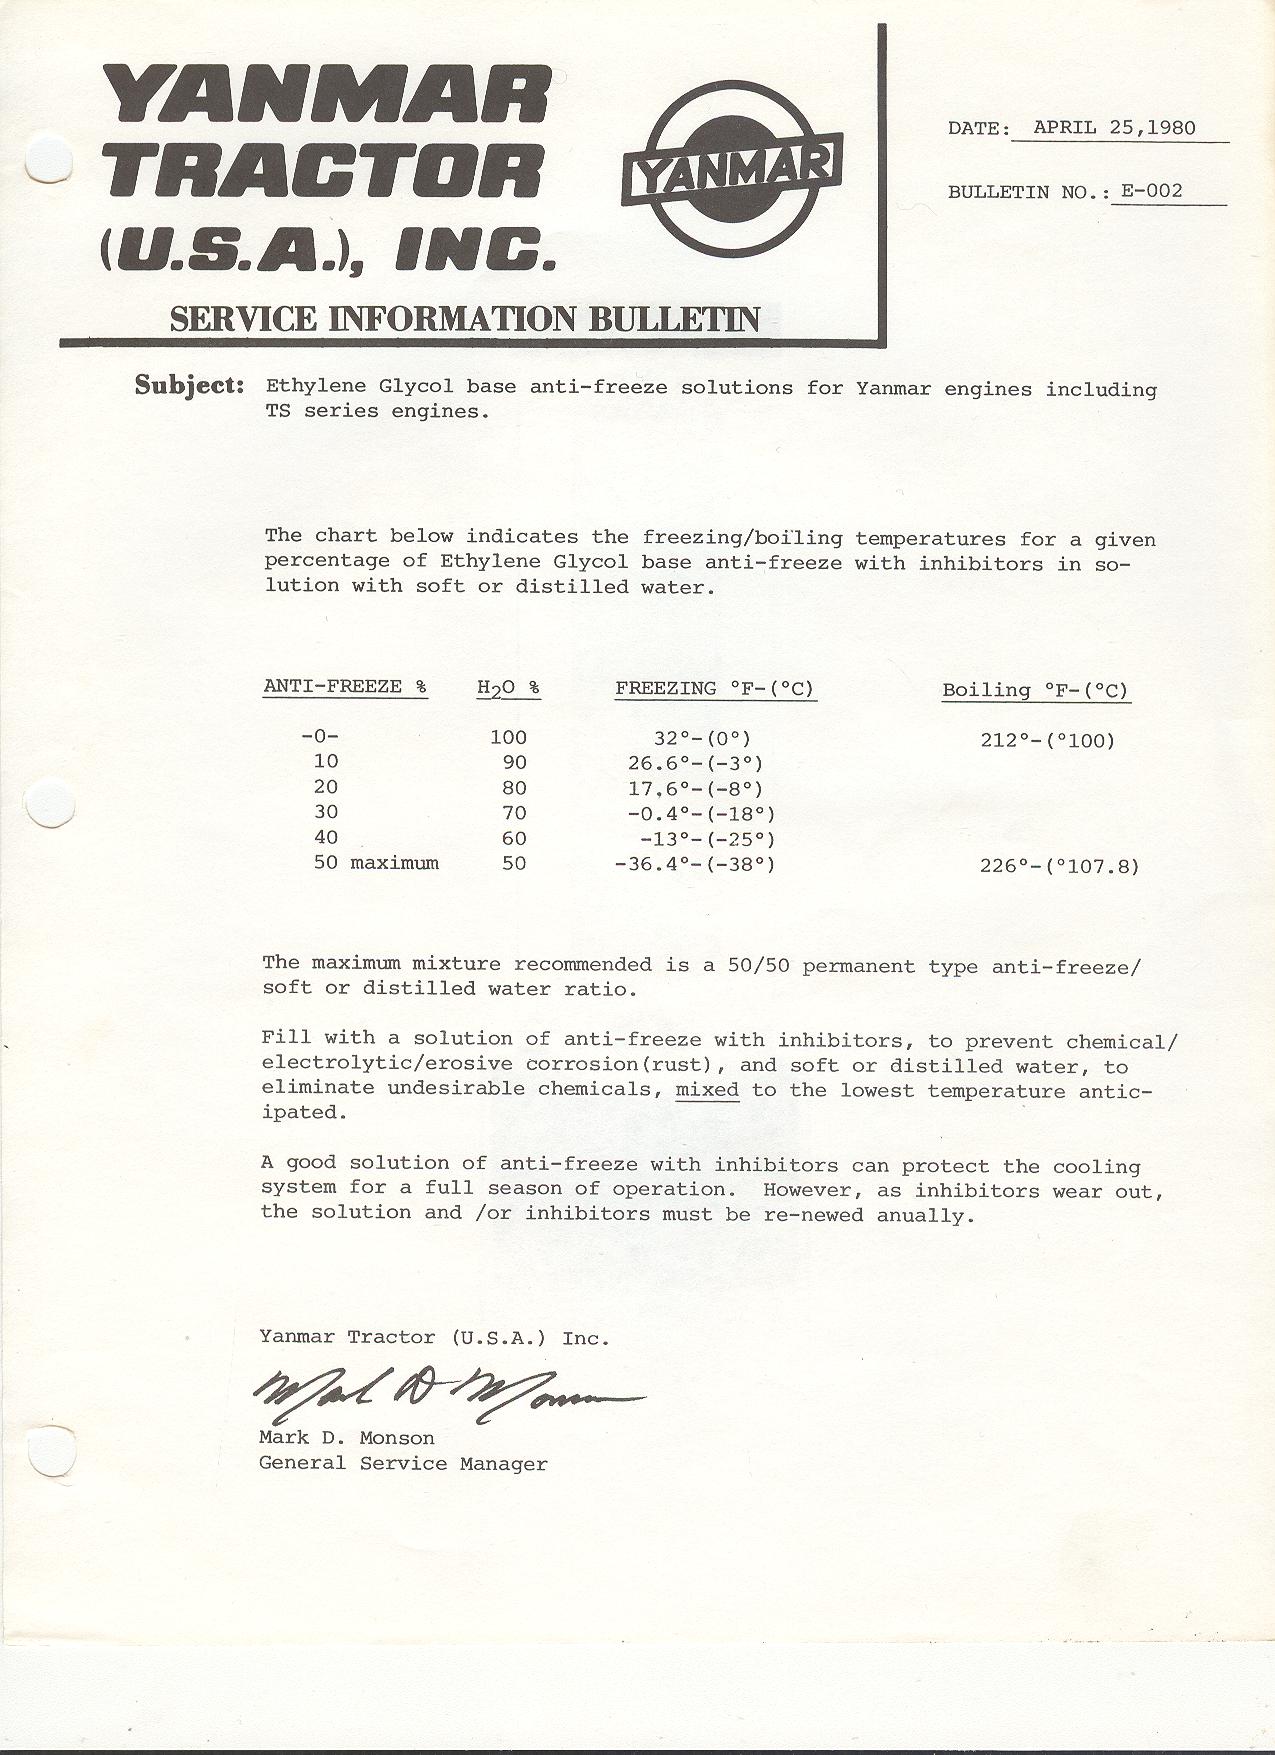 YANMAR
TRACTOR
(U.S.A.), INC.
YANMAR
SERVICE INFORMATION BULLETIN
DATE: APRIL 25,1980
BULLETIN NO.: E-002
Subject: Ethylene Glycol base anti-freeze solutions for Yanmar engines including
TS series engines.
The chart below indicates the freezing/boiling temperatures for a given
percentage of Ethylene Glycol base anti-freeze with inhibitors in so-
lution with soft or distilled water.
ANTI-FREEZE % H2O % FREEZING °F-(°C) Boiling °F-(°C)
-0- 100 32°-(0°) 212°-(°100)
10 90 26.6°-(-3°)
20 80 17.6°-(-8°)
30 70 -0.4°-(-18°)
40 60 -13°-(-25°)
50 maximum 50 -36.4°-(-38°) 226°-(°107.8)
The maximum mixture recommended is a 50/50 permanent type anti-freeze/
soft or distilled water ratio.
Fill with a solution of anti-freeze with inhibitors, to prevent chemical/
electrolytic/erosive corrosion(rust), and soft or distilled water, to
eliminate undesirable chemicals, mixed to the lowest temperature antic-
ipated.
A good solution of anti-freeze with inhibitors can protect the cooling
system for a full season of operation. However, as inhibitors wear out,
the solution and /or inhibitors must be re-newed anually.
Yanmar Tractor (U.S.A.) Inc.
Mark D Monson
Mark D. Monson
General Service Manager